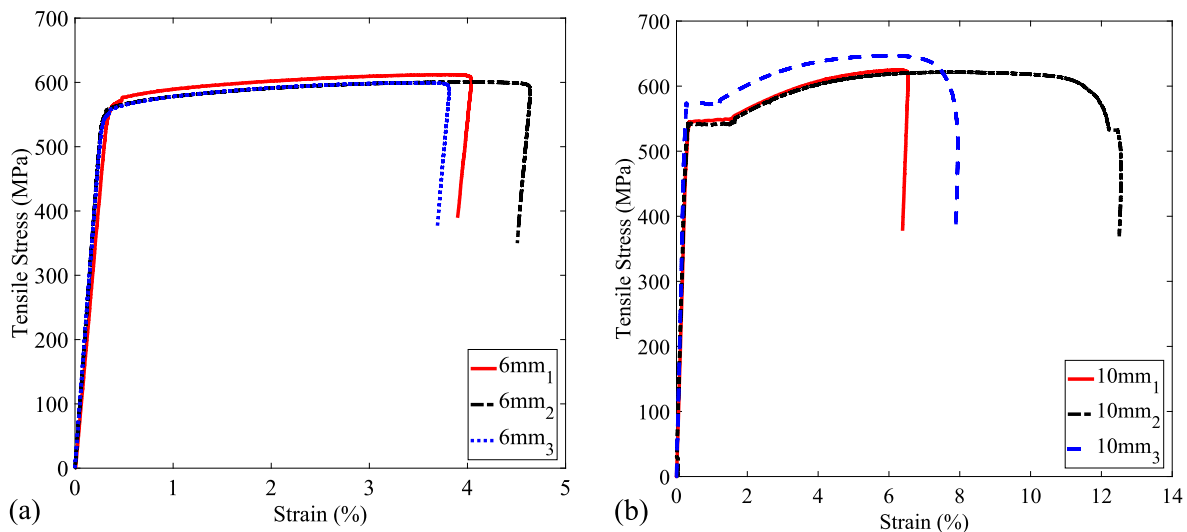 700
600
500
400
300
200
100
0
Tensile Stress (MPa)
6mm1
6mm2
6mm3
0 1 2 3 4 5
Strain (%)
(a)
700
600
500
400
300
200
100
0
Tensile Stress (MPa)
10mm1
10mm2
10mm3
0 2 4 6 8 10 12 14
Strain (%)
(b)